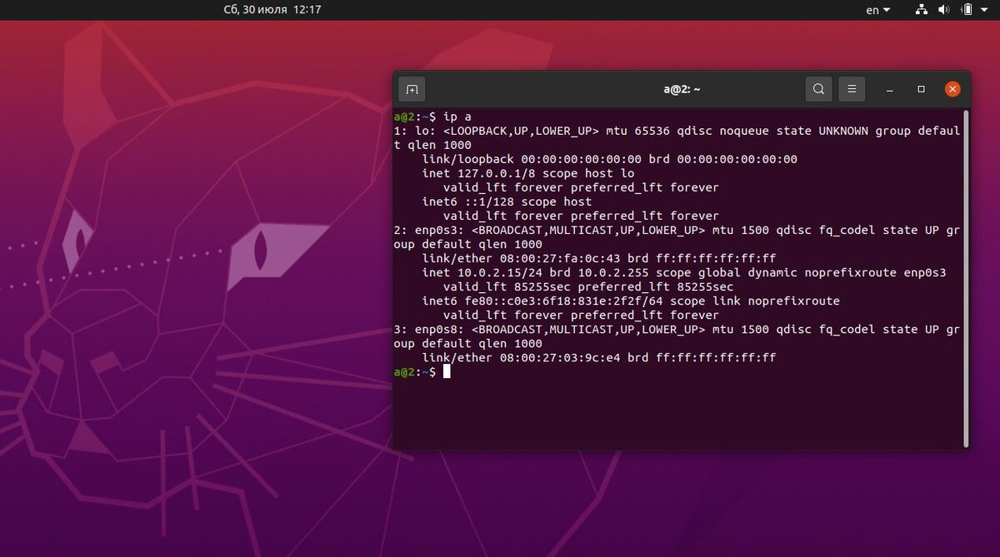 Сб, 30 июля 12:17
en
a@2: ~
a@2:~$ ip a
1: lo: <LOOPBACK,UP,LOWER_UP> mtu 65536 qdisc noqueue state UNKNOWN group defaul
t qlen 1000
    link/loopback 00:00:00:00:00:00 brd 00:00:00:00:00:00
    inet 127.0.0.1/8 scope host lo
       valid_lft forever preferred_lft forever
    inet6 ::1/128 scope host
       valid_lft forever preferred_lft forever
2: enp0s3: <BROADCAST,MULTICAST,UP,LOWER_UP> mtu 1500 qdisc fq_codel state UP gr
oup default qlen 1000
    link/ether 08:00:27:fa:0c:43 brd ff:ff:ff:ff:ff:ff
    inet 10.0.2.15/24 brd 10.0.2.255 scope global dynamic noprefixroute enp0s3
       valid_lft 85255sec preferred_lft 85255sec
    inet6 fe80::c0e3:6f18:831e:2f2f/64 scope link noprefixroute
       valid_lft forever preferred_lft forever
3: enp0s8: <BROADCAST,MULTICAST,UP,LOWER_UP> mtu 1500 qdisc fq_codel state UP gr
oup default qlen 1000
    link/ether 08:00:27:03:9c:e4 brd ff:ff:ff:ff:ff:ff
a@2:~$